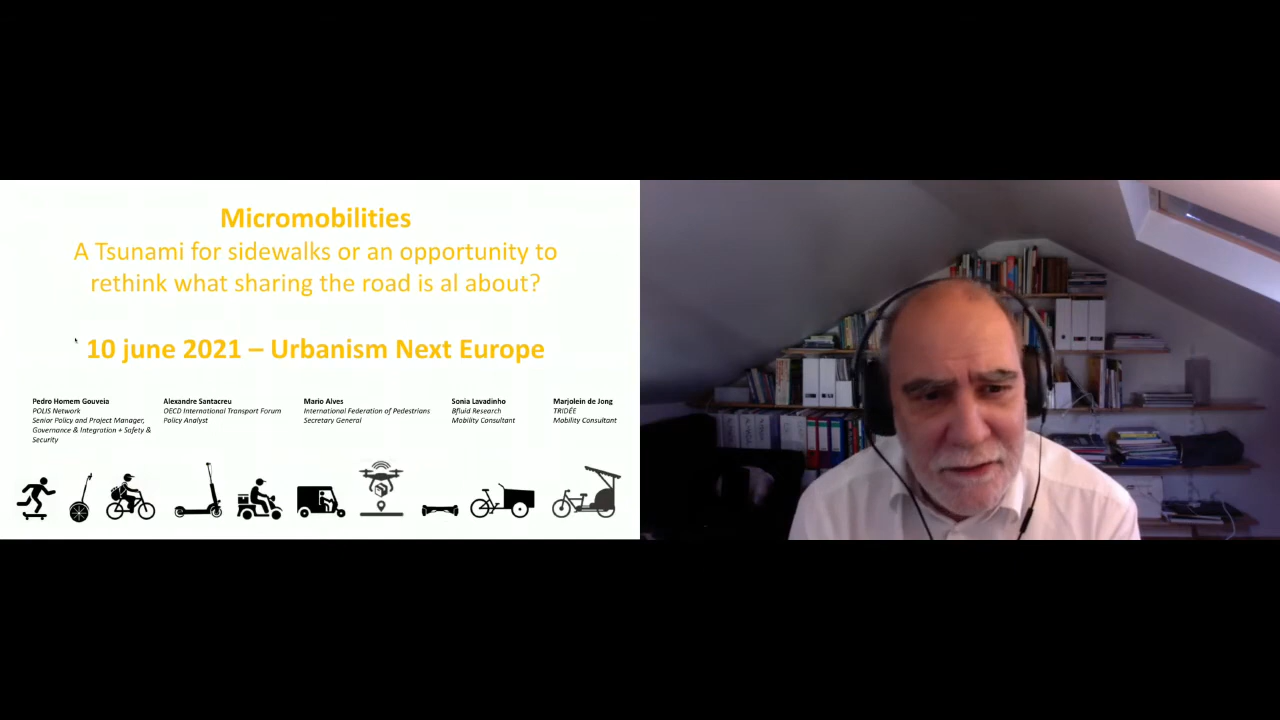 Micromobilities
A Tsunami for sidewalks or an opportunity to
rethink what sharing the road is al about?
10 june 2021 – Urbanism Next Europe
Pedro Homem Gouveia
POLIS Network
Senior Policy and Project Manager,
Governance & Integration + Safety &
Security
Alexandre Santacreu
OECD International Transport Forum
Policy Analyst
Mario Alves
International Federation of Pedestrians
Secretary General
Sonia Lavadinho
Bfluid Research
Mobility Consultant
Marjolein de Jong
TRIDÉE
Mobility Consultant